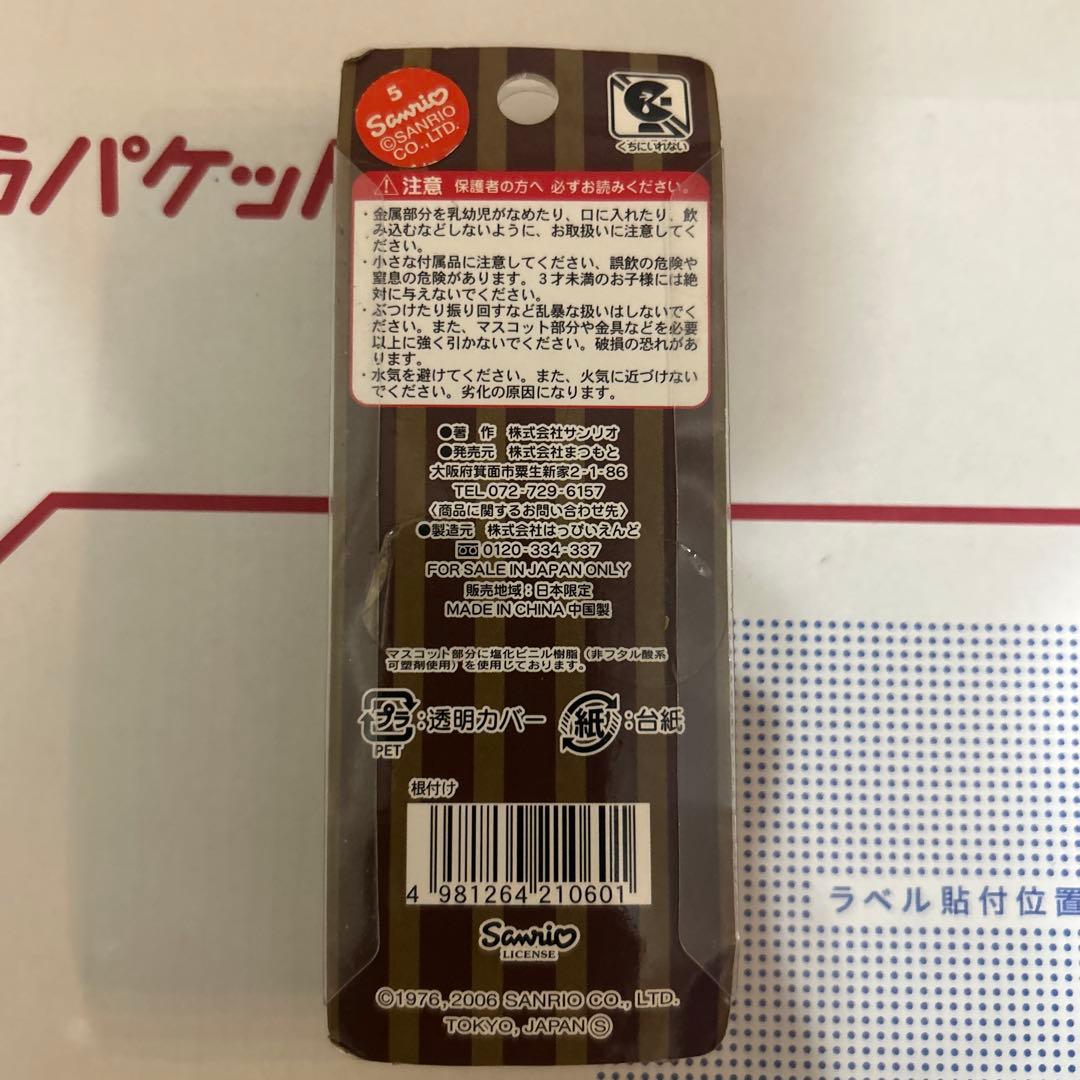 5
Sanrio
©SANRIO
CO.,LTD.
くちにいれない
ラパケット
⚠注意 保護者の方へ 必ずお読みください。
・金属部分を乳幼児がなめたり、口に入れたり、飲
み込むなどしないように、お取扱いに注意してく
ださい。
・小さな付属品に注意してください、誤飲の危険や
窒息の危険があります。３才未満のお子様には絶
対に与えないでください。
・ぶつけたり振り回すなど乱暴な扱いはしないでく
ださい。また、マスコット部分や金具などを必要
以上に強く引かないでください。破損の恐れがあ
ります。
・水気を避けてください。また、火気に近づけない
でください。劣化の原因になります。
●著 作 株式会社サンリオ
●発売元 株式会社まつもと
大阪府箕面市粟生新家2-1-86
TEL.072-729-6157
〈商品に関するお問い合わせ先〉
●製造元 株式会社はっぴいえんど
0120-334-337
FOR SALE IN JAPAN ONLY
販売地域：日本限定
MADE IN CHINA 中国製
マスコット部分に塩化ビニル樹脂（非フタル酸系
可塑剤使用）を使用しております。
プラ：透明カバー 紙：台紙
PET
根付け
4 981264 210601
Sanrio
LICENSE
ラベル貼付位置
©1976, 2006 SANRIO CO., LTD.
TOKYO, JAPAN Ⓢ